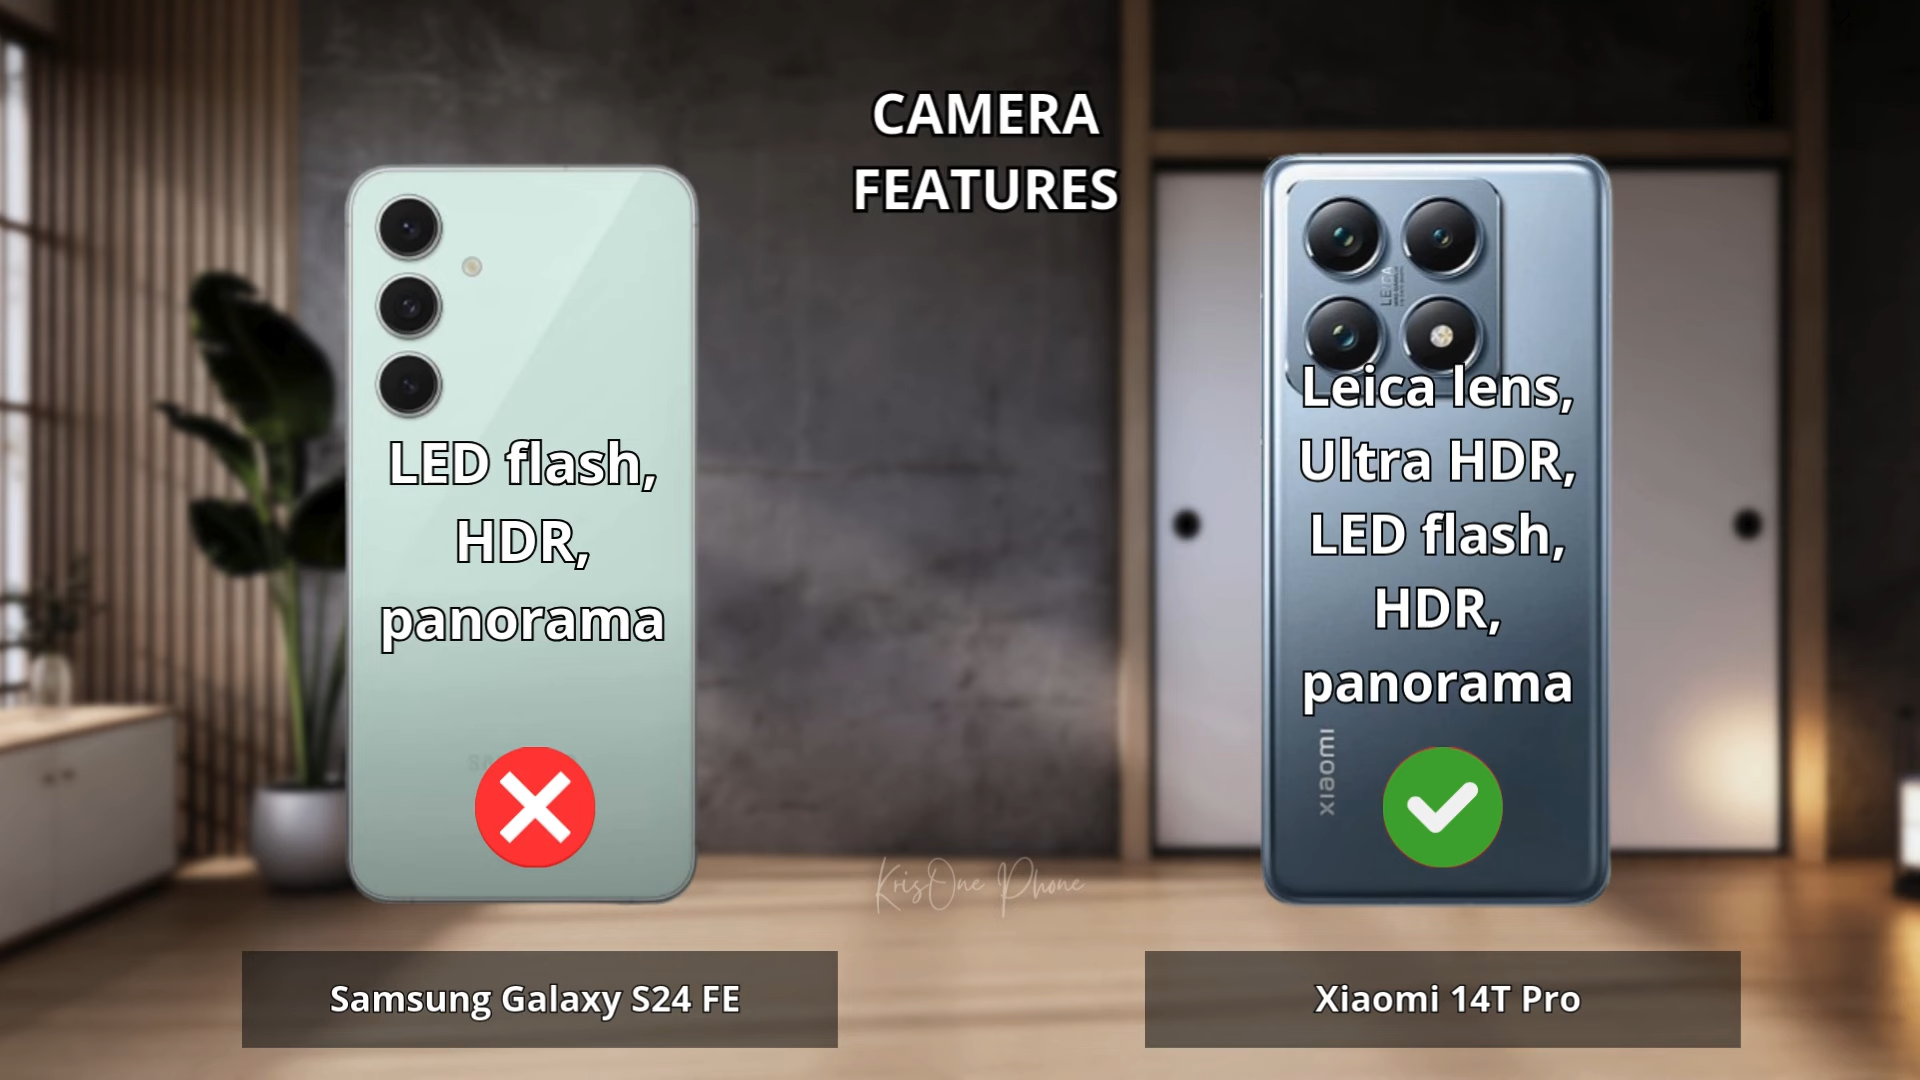 CAMERA
FEATURES
LED flash,
HDR,
panorama
LEICA
Leica lens,
Ultra HDR,
LED flash,
HDR,
panorama
xiaomi
KrisOne Phone
Samsung Galaxy S24 FE
Xiaomi 14T Pro